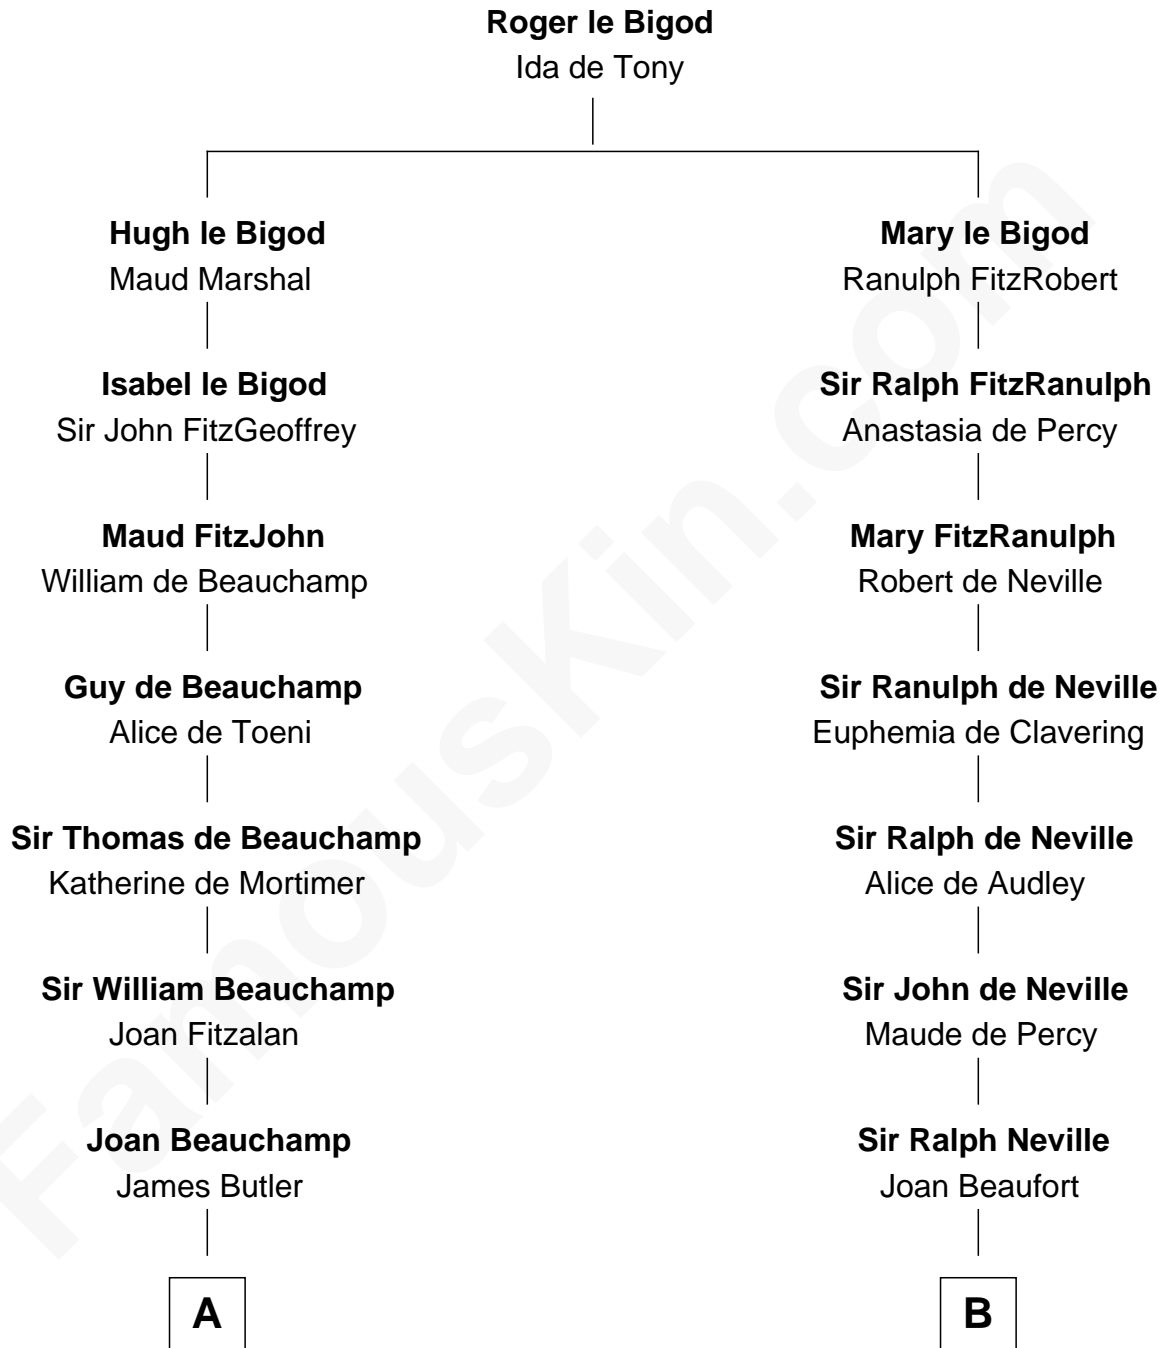 Roger le Bigod
Ida de Tony
Hugh le Bigod
Maud Marshal
Mary le Bigod
Ranulph FitzRobert
Isabel le Bigod
Sir John FitzGeoffrey
Sir Ralph FitzRanulph
Anastasia de Percy
Maud FitzJohn
William de Beauchamp
Mary FitzRanulph
Robert de Neville
Guy de Beauchamp
Alice de Toeni
Sir Ranulph de Neville
Euphemia de Clavering
Sir Thomas de Beauchamp
Katherine de Mortimer
Sir Ralph de Neville
Alice de Audley
Sir William Beauchamp
Joan Fitzalan
Sir John de Neville
Maude de Percy
Joan Beauchamp
James Butler
Sir Ralph Neville
Joan Beaufort
A
B
FamousKin.com